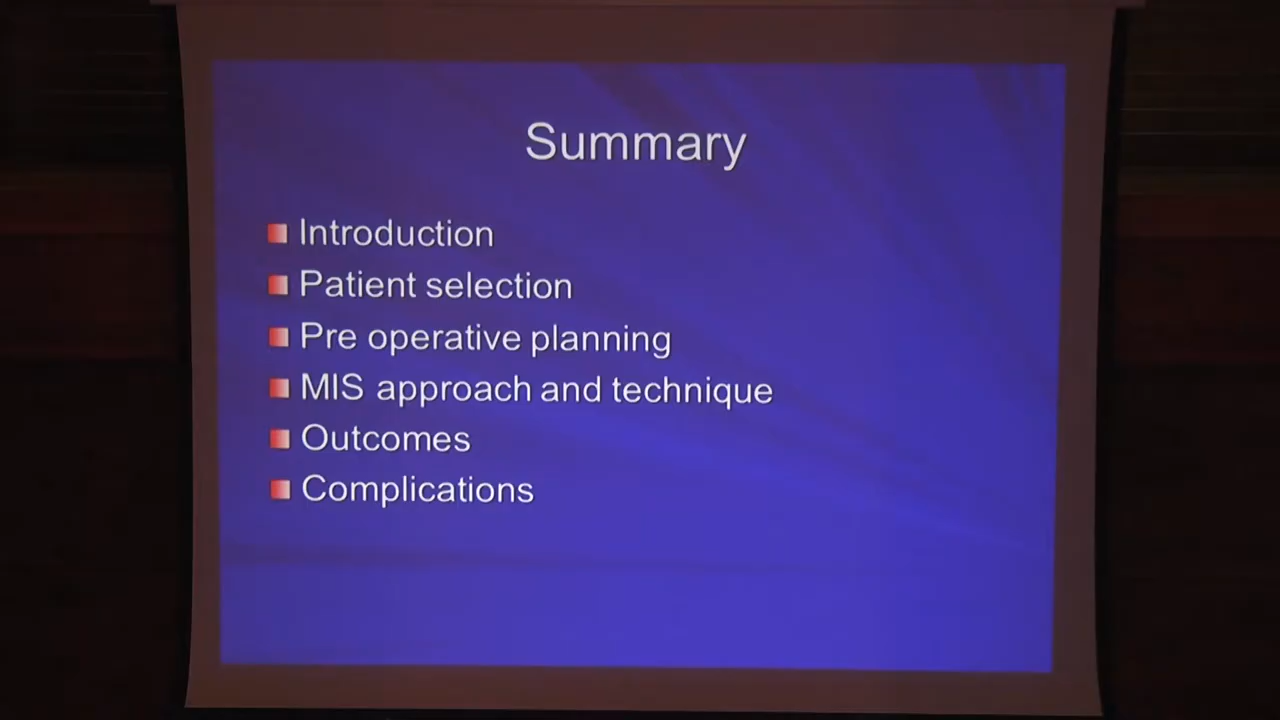 Summary
Introduction
Patient selection
Pre operative planning
MIS approach and technique
Outcomes
Complications